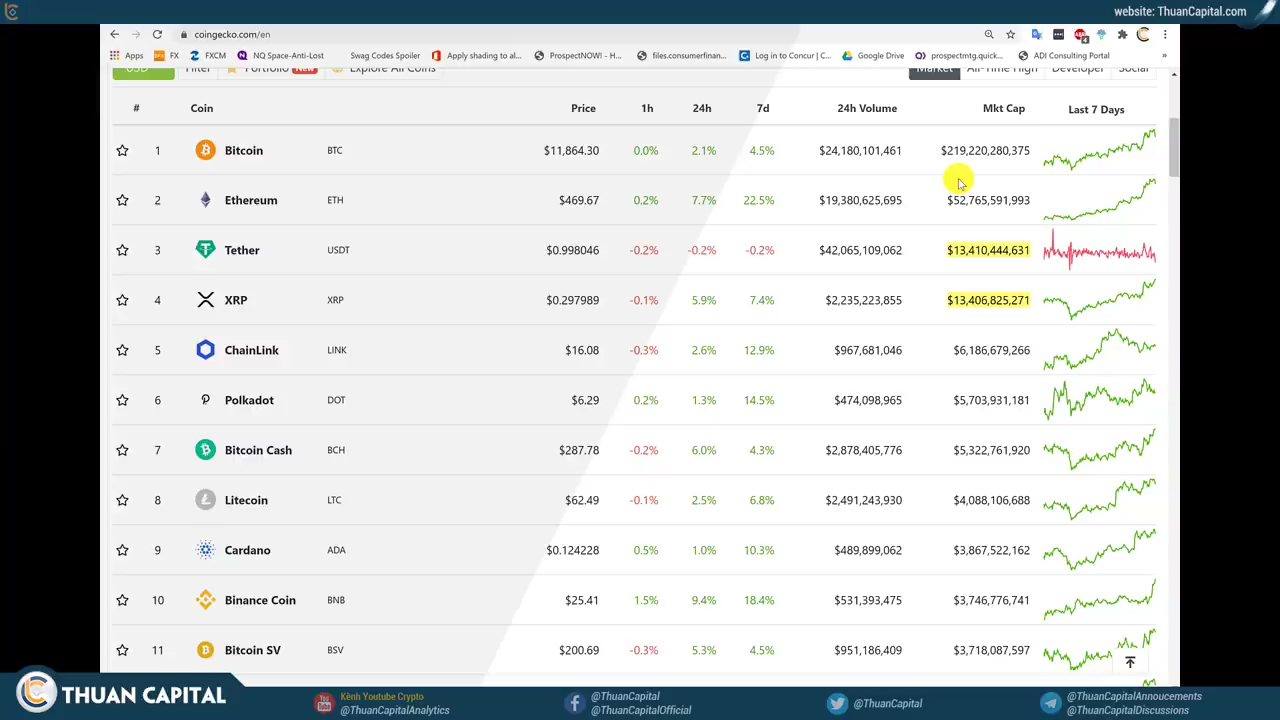 website: ThuanCapital.com
coingecko.com/en
Apps FX FXCM NQ Space-Anti-Lost Swag Codes Spoiler Apply shading to al... ProspectNOW! - H... files.consumerfinan... Log in to Concur |... Google Drive prospectmtg.quick... ADI Consulting Portal »
USD Filter Portfolio New Explore All Coins Market All-Time High Developer Social
# Coin Price 1h 24h 7d 24h Volume Mkt Cap Last 7 Days
1 Bitcoin BTC $11,864.30 0.0% 2.1% 4.5% $24,180,101,461 $219,220,280,375
2 Ethereum ETH $469.67 0.2% 7.7% 22.5% $19,380,625,695 $52,765,591,993
3 Tether USDT $0.998046 -0.2% -0.2% -0.2% $42,065,109,062 $13,410,444,631
4 XRP XRP $0.297989 -0.1% 5.9% 7.4% $2,235,223,855 $13,406,825,271
5 ChainLink LINK $16.08 -0.3% 2.6% 12.9% $967,681,046 $6,186,679,266
6 Polkadot DOT $6.29 0.2% 1.3% 14.5% $474,098,965 $5,703,931,181
7 Bitcoin Cash BCH $287.78 -0.2% 6.0% 4.3% $2,878,405,776 $5,322,761,920
8 Litecoin LTC $62.49 -0.1% 2.5% 6.8% $2,491,243,930 $4,088,106,688
9 Cardano ADA $0.124228 0.5% 1.0% 10.3% $489,899,062 $3,867,522,162
10 Binance Coin BNB $25.41 1.5% 9.4% 18.4% $531,393,475 $3,746,776,741
11 Bitcoin SV BSV $200.69 -0.3% 5.3% 4.5% $951,186,409 $3,718,087,597
THUAN CAPITAL
Kênh Youtube Crypto
@ThuanCapitalAnalytics
@ThuanCapital
@ThuanCapitalOfficial
@ThuanCapital
@ThuanCapitalAnnoucements
@ThuanCapitalDiscussions